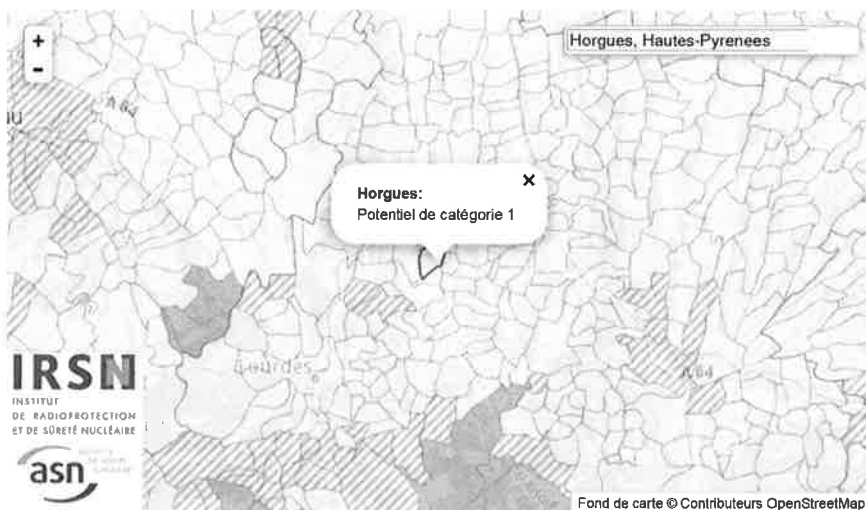 +
Horgues, Hautes-Pyrenees
-
A 64
Horgues:
Potentiel de catégorie 1
×
Lourdes
A 64
IRSN
INSTITUT
DE RADIOPROTECTION
ET DE SÛRETÉ NUCLÉAIRE
asn
Fond de carte © Contributeurs OpenStreetMap